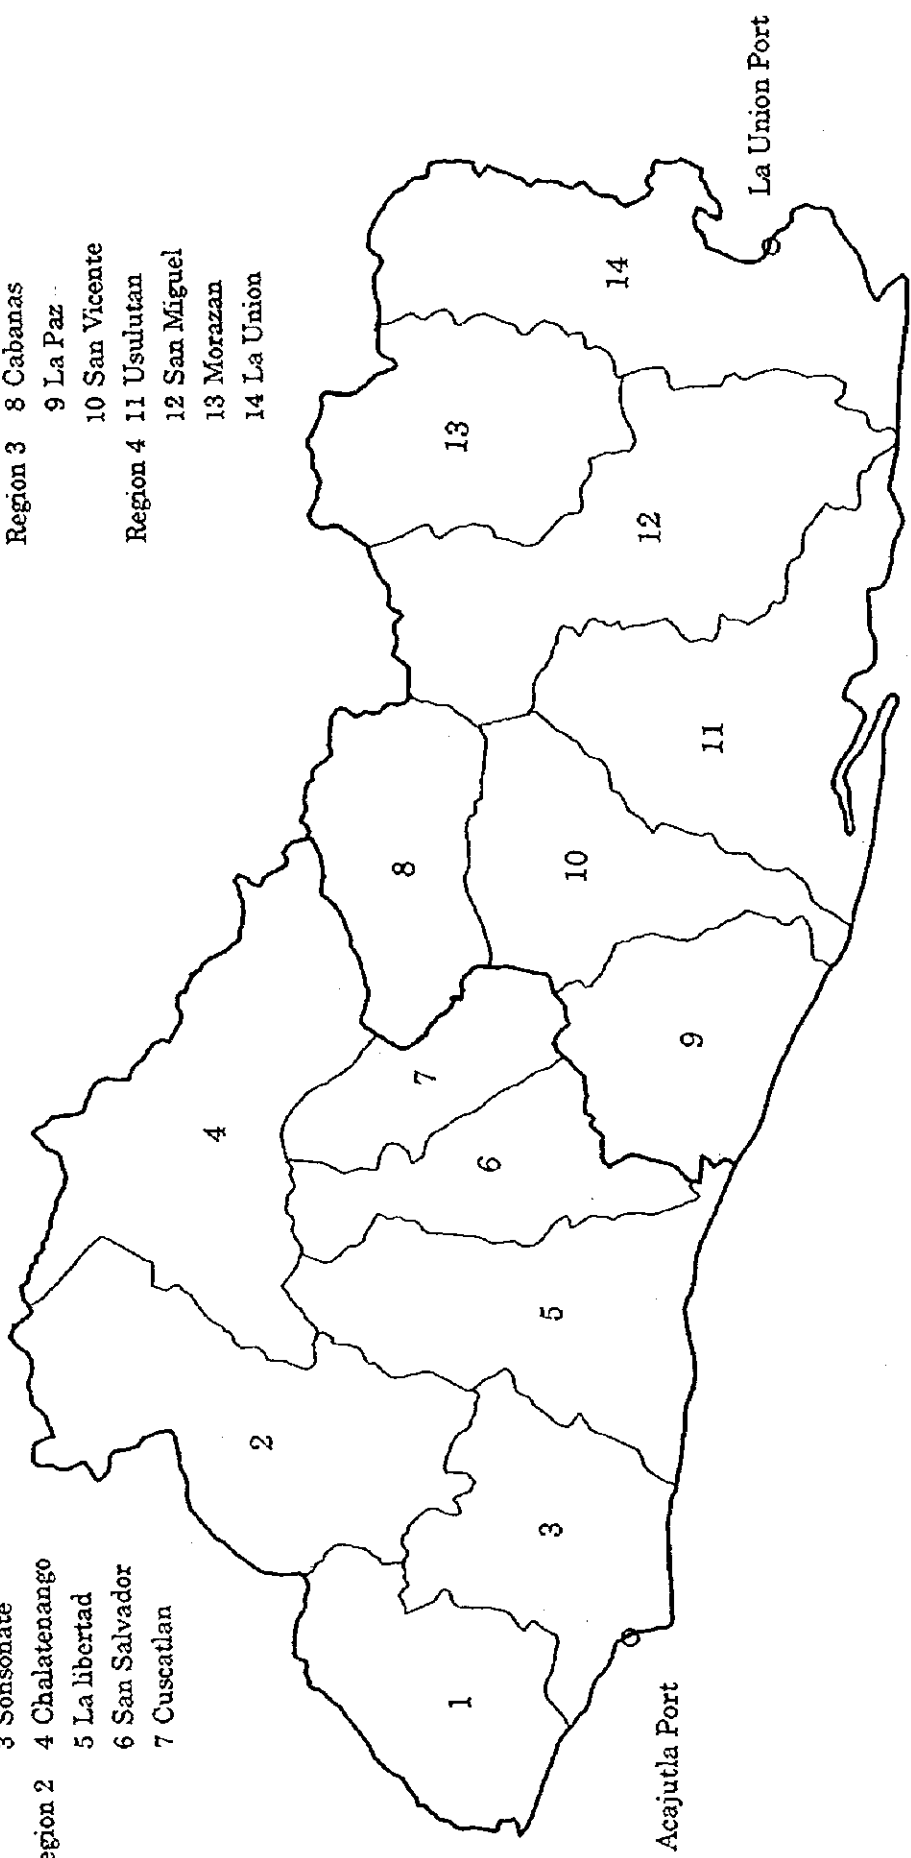 3 Sonsonate
egion 2 4 Chalatenango
5 La libertad
6 San Salvador
7 Cuscatlan
Region 3 8 Cabanas
9 La Paz
10 San Vicente
Region 4 11 Usulutan
12 San Miguel
13 Morazan
14 La Union
1
2
3
4
5
6
7
8
9
10
11
12
13
14
Acajutla Port
La Union Port